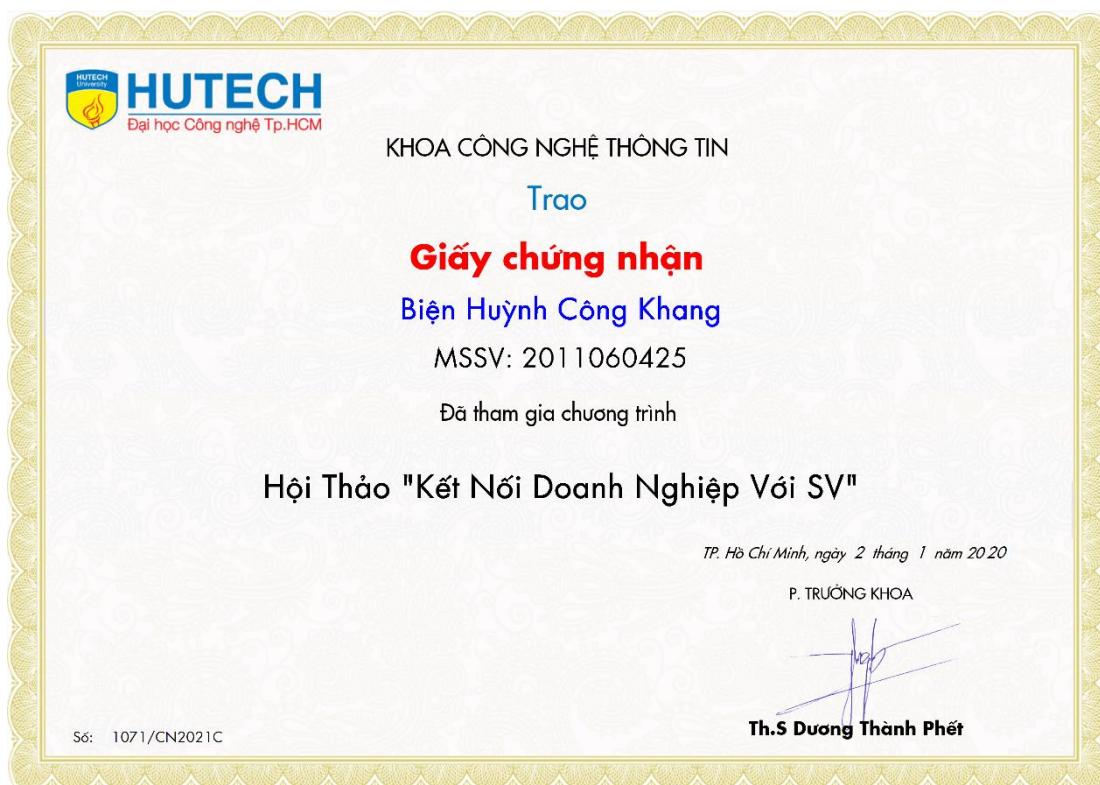 HUTECH
University
HUTECH
Đại học Công nghệ Tp.HCM
KHOA CÔNG NGHỆ THÔNG TIN
Trao
Giấy chứng nhận
Biện Huỳnh Công Khang
MSSV: 2011060425
Đã tham gia chương trình
Hội Thảo "Kết Nối Doanh Nghiệp Với SV"
TP. Hồ Chí Minh, ngày 2 tháng 1 năm 2020
P. TRƯỞNG KHOA
Th.S Dương Thành Phết
Số: 1071/CN2021C